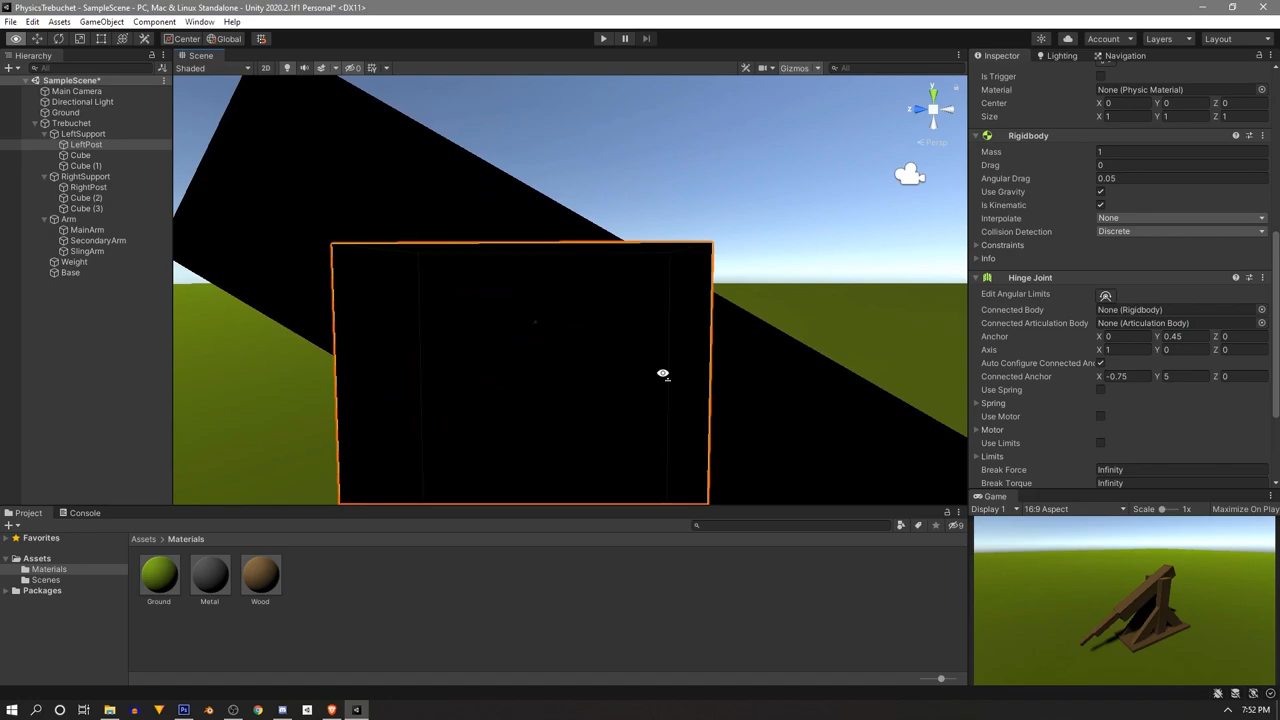 PhysicsTrebuchet - SampleScene - PC, Mac & Linux Standalone - Unity 2020.2.1f1 Personal* <DX11>
File Edit Assets GameObject Component Window Help
Center Global Account Layers Layout
Hierarchy Scene Inspector Lighting Navigation
All Shaded 2D 0 Gizmos All
SampleScene*
Main Camera
Directional Light
Ground
Trebuchet
LeftSupport
LeftPost
Cube
Cube (1)
RightSupport
RightPost
Cube (2)
Cube (3)
Arm
MainArm
SecondaryArm
SlingArm
Weight
Base
y
z
Persp
Is Trigger
Material None (Physic Material)
Center X 0 Y 0 Z 0
Size X 1 Y 1 Z 1
Rigidbody
Mass 1
Drag 0
Angular Drag 0.05
Use Gravity
Is Kinematic
Interpolate None
Collision Detection Discrete
Constraints
Info
Hinge Joint
Edit Angular Limits
Connected Body None (Rigidbody)
Connected Articulation Body None (Articulation Body)
Anchor X 0 Y 0.45 Z 0
Axis X 1 Y 0 Z 0
Auto Configure Connected An
Connected Anchor X -0.75 Y 5 Z 0
Use Spring
Spring
Use Motor
Motor
Use Limits
Limits
Break Force Infinity
Break Torque Infinity
Game
Display 1 16:9 Aspect Scale 1x Maximize On Play
Project Console
9
Favorites
Assets
Materials
Scenes
Packages
Assets Materials
Ground Metal Wood
7:52 PM